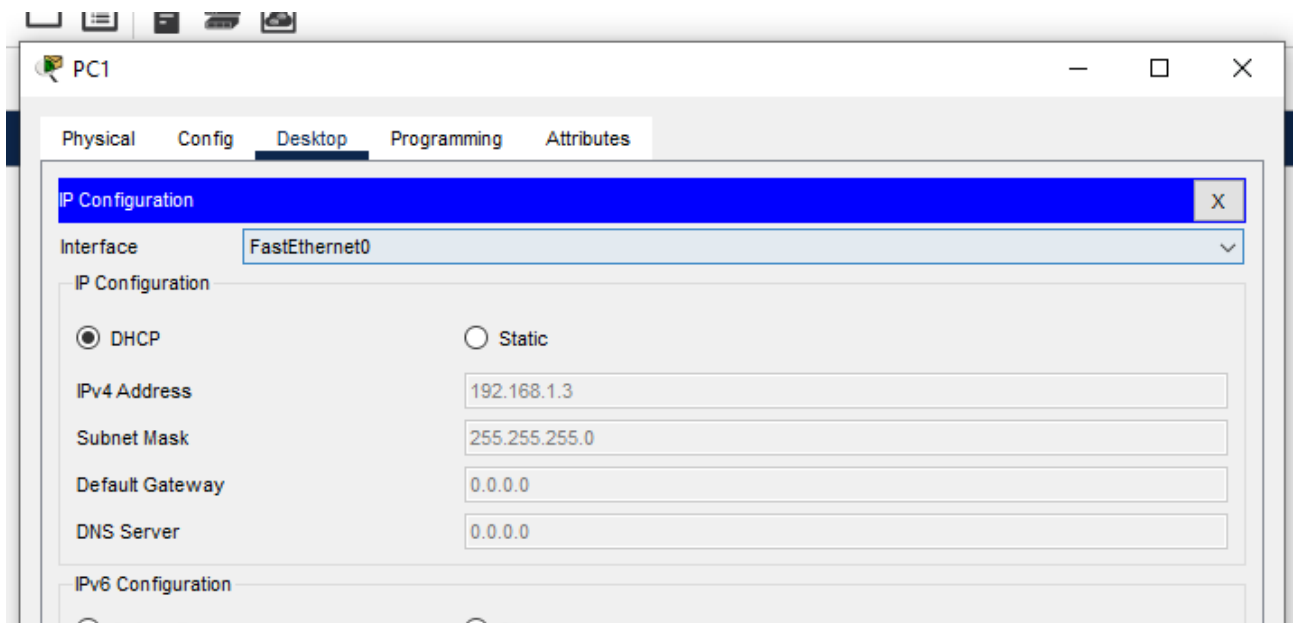 PC1
Physical Config Desktop Programming Attributes
IP Configuration X
Interface FastEthernet0
IP Configuration
DHCP Static
IPv4 Address 192.168.1.3
Subnet Mask 255.255.255.0
Default Gateway 0.0.0.0
DNS Server 0.0.0.0
IPv6 Configuration